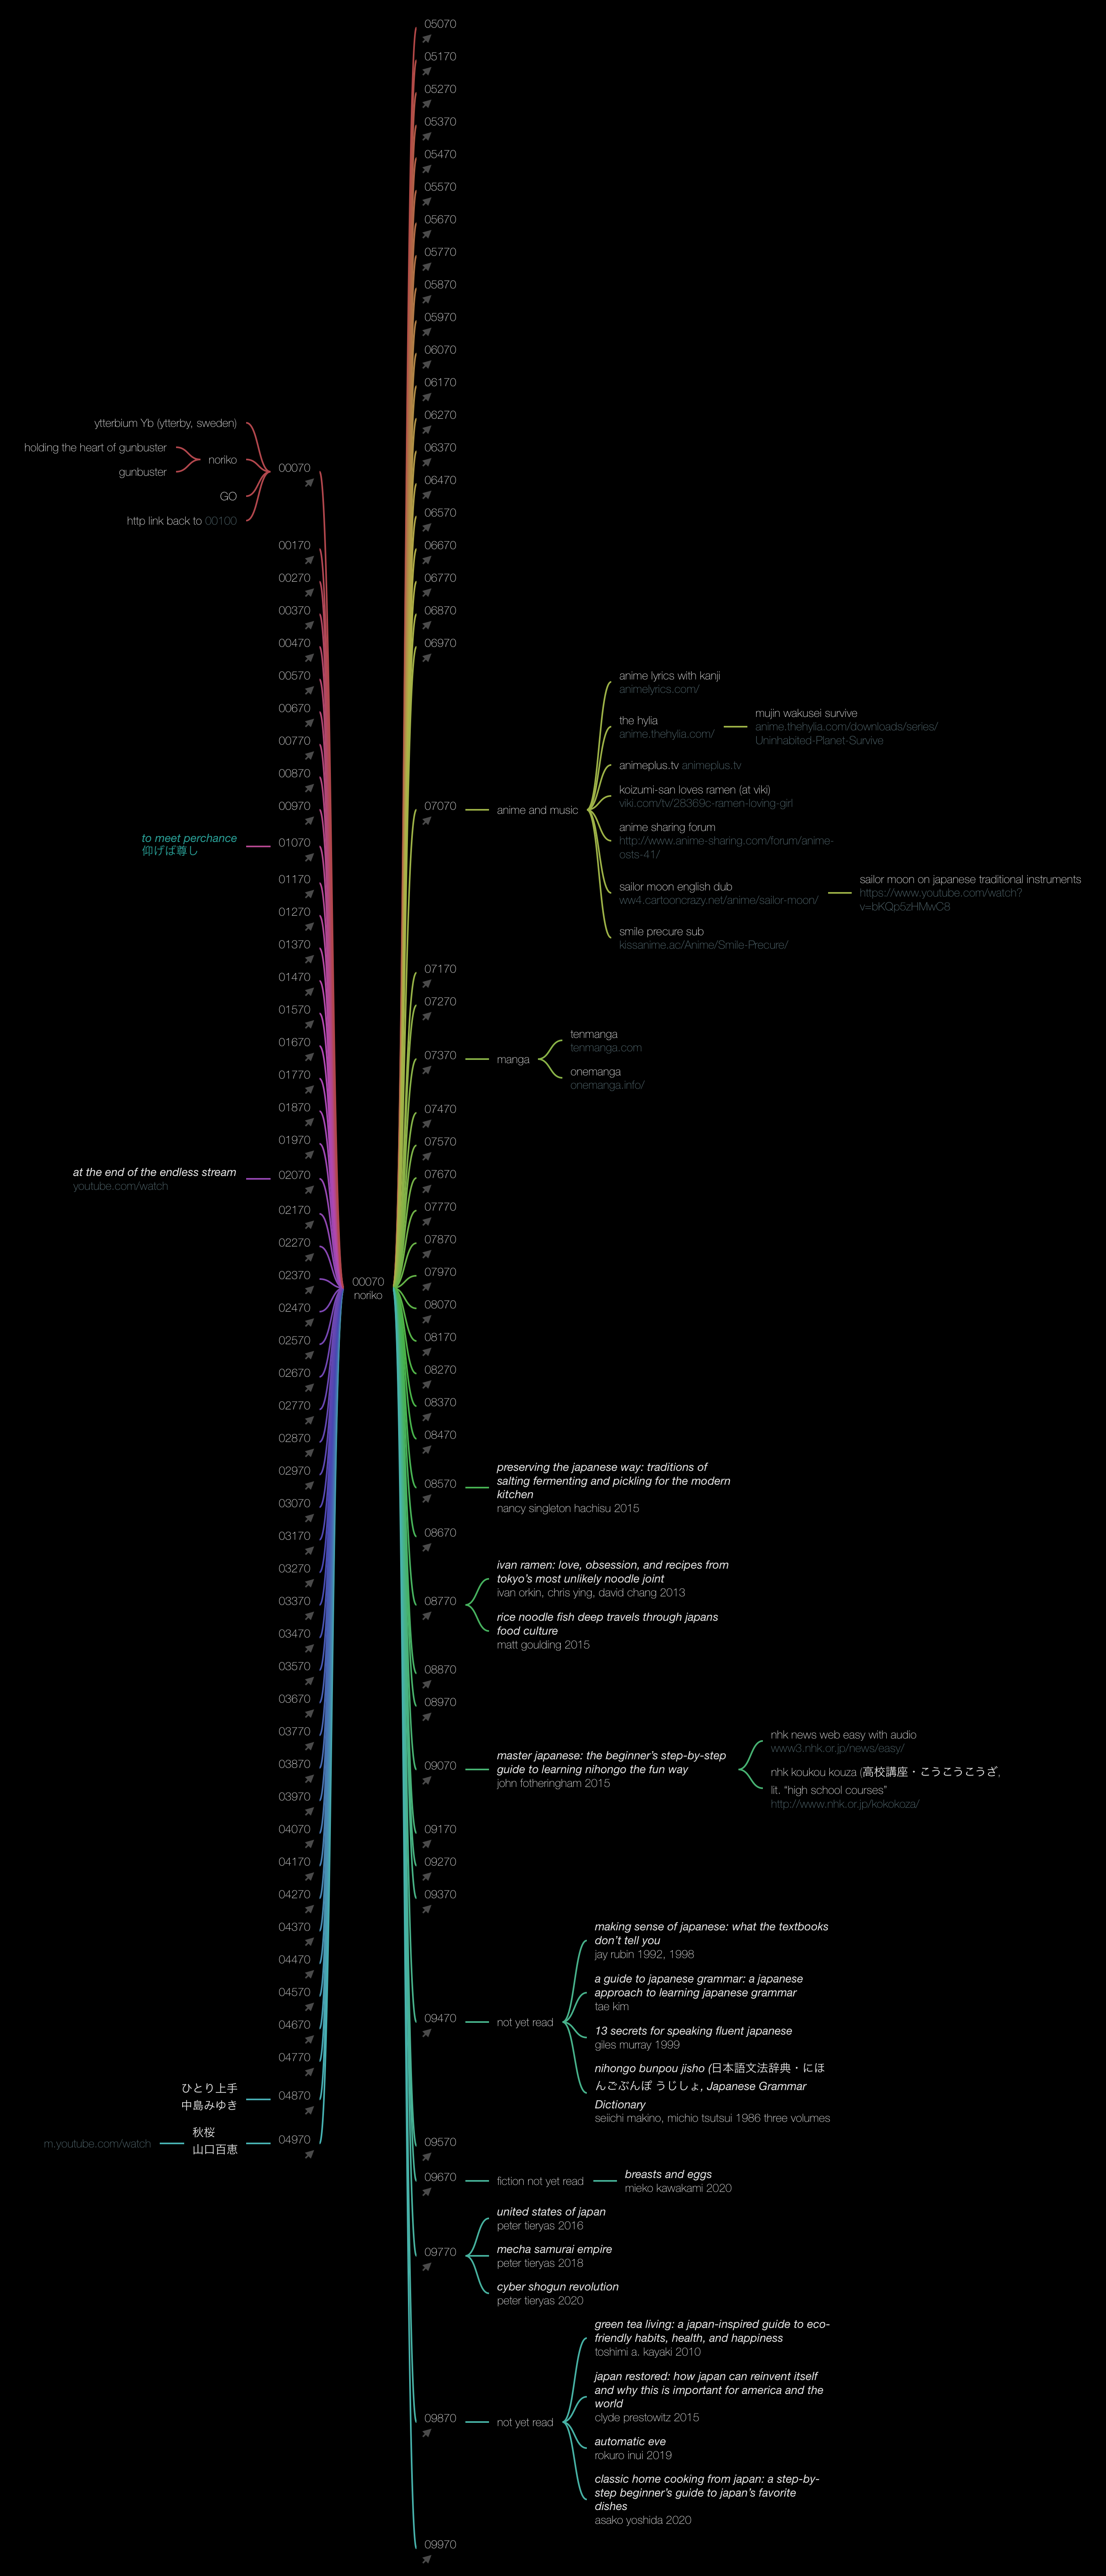 00070
noriko
ytterbium Yb (ytterby, sweden)
holding the heart of gunbuster
gunbuster
noriko
GO
http link back to 00100
00070
00170
00270
00370
00470
00570
00670
00770
00870
00970
to meet perchance
仰げば尊し
01070
01170
01270
01370
01470
01570
01670
01770
01870
01970
at the end of the endless stream
youtube.com/watch
02070
02170
02270
02370
02470
02570
02670
02770
02870
02970
03070
03170
03270
03370
03470
03570
03670
03770
03870
03970
04070
04170
04270
04370
04470
04570
04670
04770
ひとり上手
中島みゆき
04870
m.youtube.com/watch
秋桜
山口百恵
04970
05070
05170
05270
05370
05470
05570
05670
05770
05870
05970
06070
06170
06270
06370
06470
06570
06670
06770
06870
06970
07070
anime and music
anime lyrics with kanji
animelyrics.com/
the hylia
anime.thehylia.com/
mujin wakusei survive
anime.thehylia.com/downloads/series/
Uninhabited-Planet-Survive
animeplus.tv animeplus.tv
koizumi-san loves ramen (at viki)
viki.com/tv/28369c-ramen-loving-girl
anime sharing forum
http://www.anime-sharing.com/forum/anime-
osts-41/
sailor moon english dub
ww4.cartooncrazy.net/anime/sailor-moon/
sailor moon on japanese traditional instruments
https://www.youtube.com/watch?
v=bKQp5zHMwC8
smile precure sub
kissanime.ac/Anime/Smile-Precure/
07170
07270
07370
manga
tenmanga
tenmanga.com
onemanga
onemanga.info/
07470
07570
07670
07770
07870
07970
08070
08170
08270
08370
08470
08570
preserving the japanese way: traditions of
salting fermenting and pickling for the modern
kitchen
nancy singleton hachisu 2015
08670
08770
ivan ramen: love, obsession, and recipes from
tokyo's most unlikely noodle joint
ivan orkin, chris ying, david chang 2013
rice noodle fish deep travels through japans
food culture
matt goulding 2015
08870
08970
09070
master japanese: the beginner's step-by-step
guide to learning nihongo the fun way
john fotheringham 2015
nhk news web easy with audio
www3.nhk.or.jp/news/easy/
nhk koukou kouza (高校講座・こうこうこうざ,
lit. "high school courses"
http://www.nhk.or.jp/kokokoza/
09170
09270
09370
09470
not yet read
making sense of japanese: what the textbooks
don't tell you
jay rubin 1992, 1998
a guide to japanese grammar: a japanese
approach to learning japanese grammar
tae kim
13 secrets for speaking fluent japanese
giles murray 1999
nihongo bunpou jisho (日本語文法辞典・にほ
んごぶんぽ うじしょ, Japanese Grammar
Dictionary
seiichi makino, michio tsutsui 1986 three volumes
09570
09670
fiction not yet read
breasts and eggs
mieko kawakami 2020
09770
united states of japan
peter tieryas 2016
mecha samurai empire
peter tieryas 2018
cyber shogun revolution
peter tieryas 2020
09870
not yet read
green tea living: a japan-inspired guide to eco-
friendly habits, health, and happiness
toshimi a. kayaki 2010
japan restored: how japan can reinvent itself
and why this is important for america and the
world
clyde prestowitz 2015
automatic eve
rokuro inui 2019
classic home cooking from japan: a step-by-
step beginner's guide to japan's favorite
dishes
asako yoshida 2020
09970